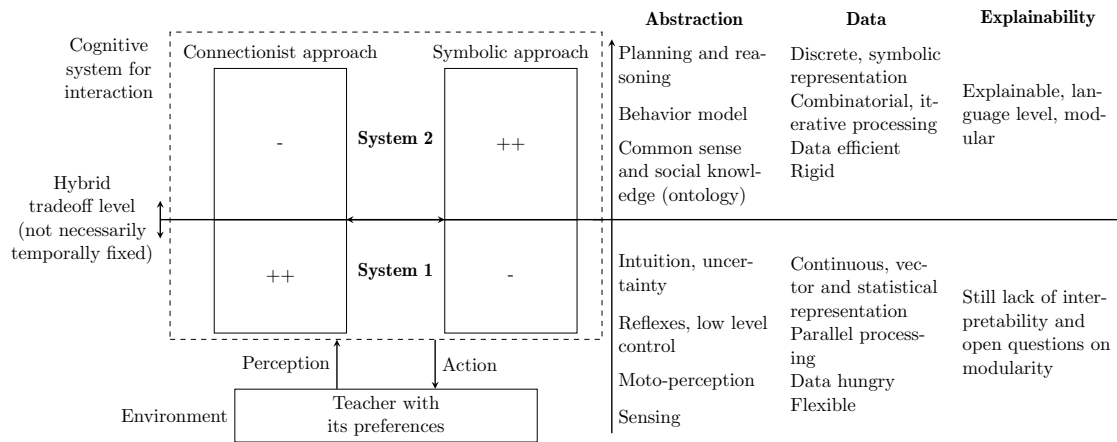 Abstraction
Data
Explainability
Cognitive
system for
interaction
Connectionist approach
Symbolic approach
-
System 2
++
Hybrid
tradeoff level
(not necessarily
temporally fixed)
++
System 1
-
Perception
Action
Environment
Teacher with
its preferences
Planning and rea-
soning
Behavior model
Common sense
and social knowl-
edge (ontology)
Discrete, symbolic
representation
Combinatorial, it-
erative processing
Data efficient
Rigid
Explainable, lan-
guage level, mod-
ular
Intuition, uncer-
tainty
Reflexes, low level
control
Moto-perception
Sensing
Continuous, vec-
tor and statistical
representation
Parallel process-
ing
Data hungry
Flexible
Still lack of inter-
pretability and
open questions on
modularity